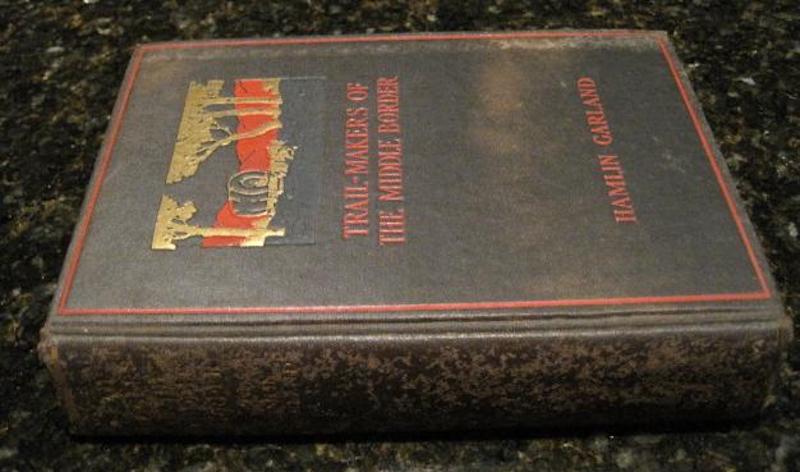 TRAIL-MAKERS OF
THE MIDDLE BORDER
HAMLIN GARLAND